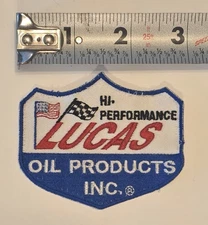 1 2 3
HI-
PERFORMANCE
LUCAS
OIL PRODUCTS
INC.®